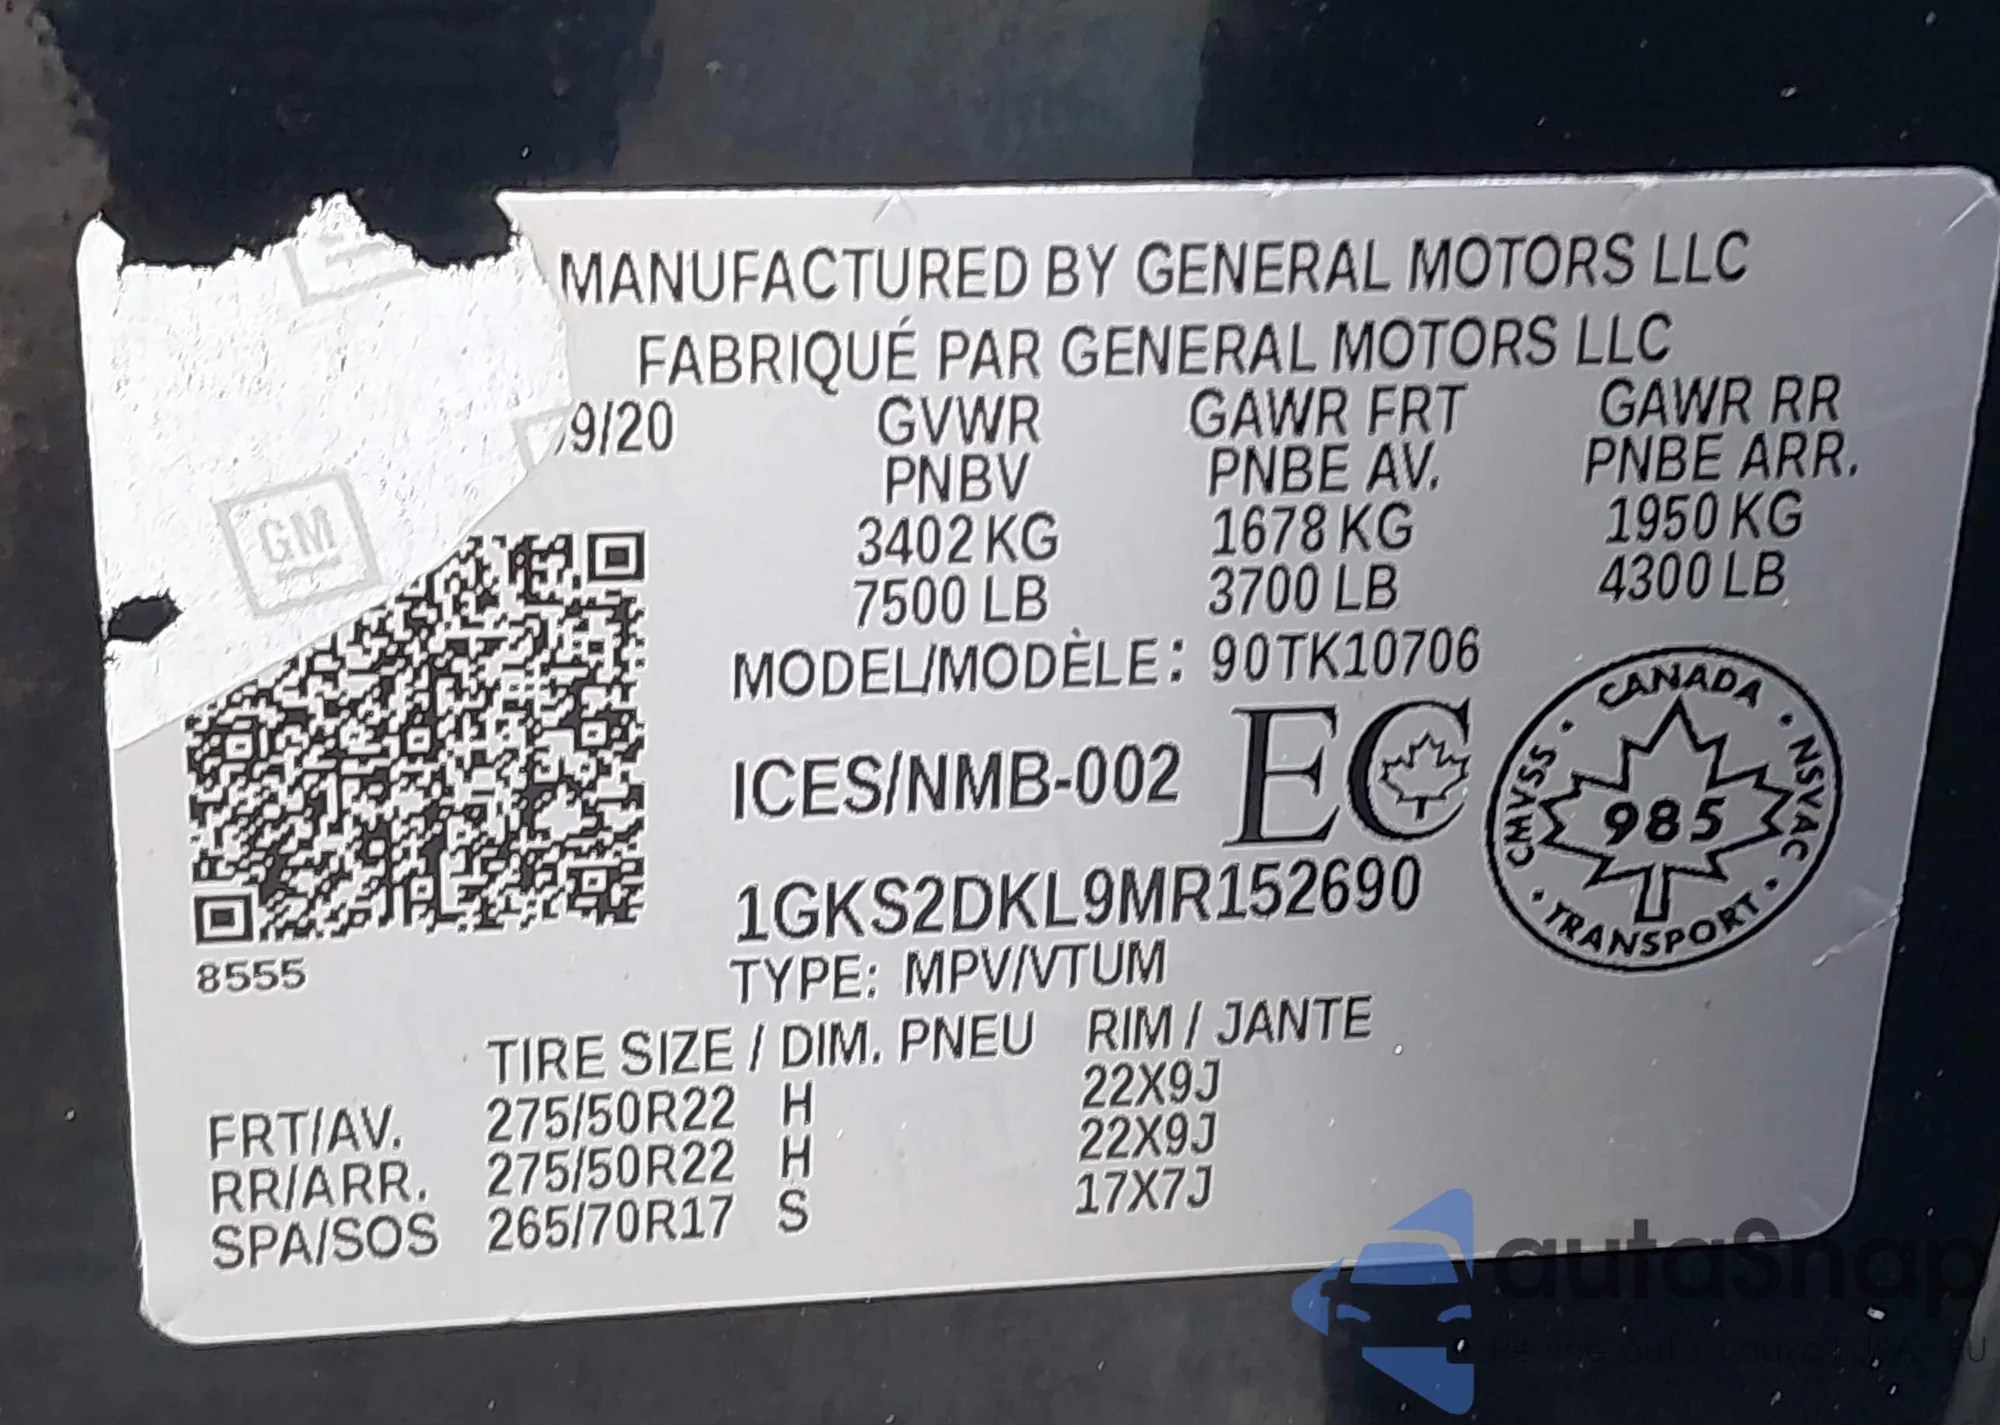 MANUFACTURED BY GENERAL MOTORS LLC
FABRIQUÉ PAR GENERAL MOTORS LLC
9/20 GVWR GAWR FRT GAWR RR
PNBV PNBE AV. PNBE ARR.
3402 KG 1678 KG 1950 KG
7500 LB 3700 LB 4300 LB
MODEL/MODÈLE: 90TK10706
GM
ICES/NMB-002 EC
CANADA · NSVAC · TRANSPORT · CMVSS ·
985
1GKS2DKL9MR152690
8555
TYPE: MPV/VTUM
TIRE SIZE / DIM. PNEU RIM / JANTE
FRT/AV. 275/50R22 H 22X9J
RR/ARR. 275/50R22 H 22X9J
SPA/SOS 265/70R17 S 17X7J
autaSnap